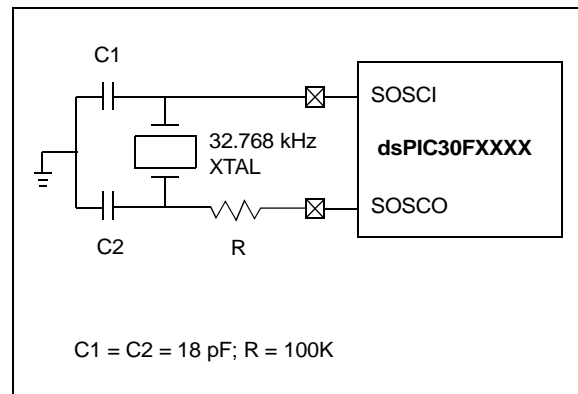 C1
SOSCI
32.768 kHz
XTAL
dsPIC30FXXXX
SOSCO
C2
R
C1 = C2 = 18 pF; R = 100K